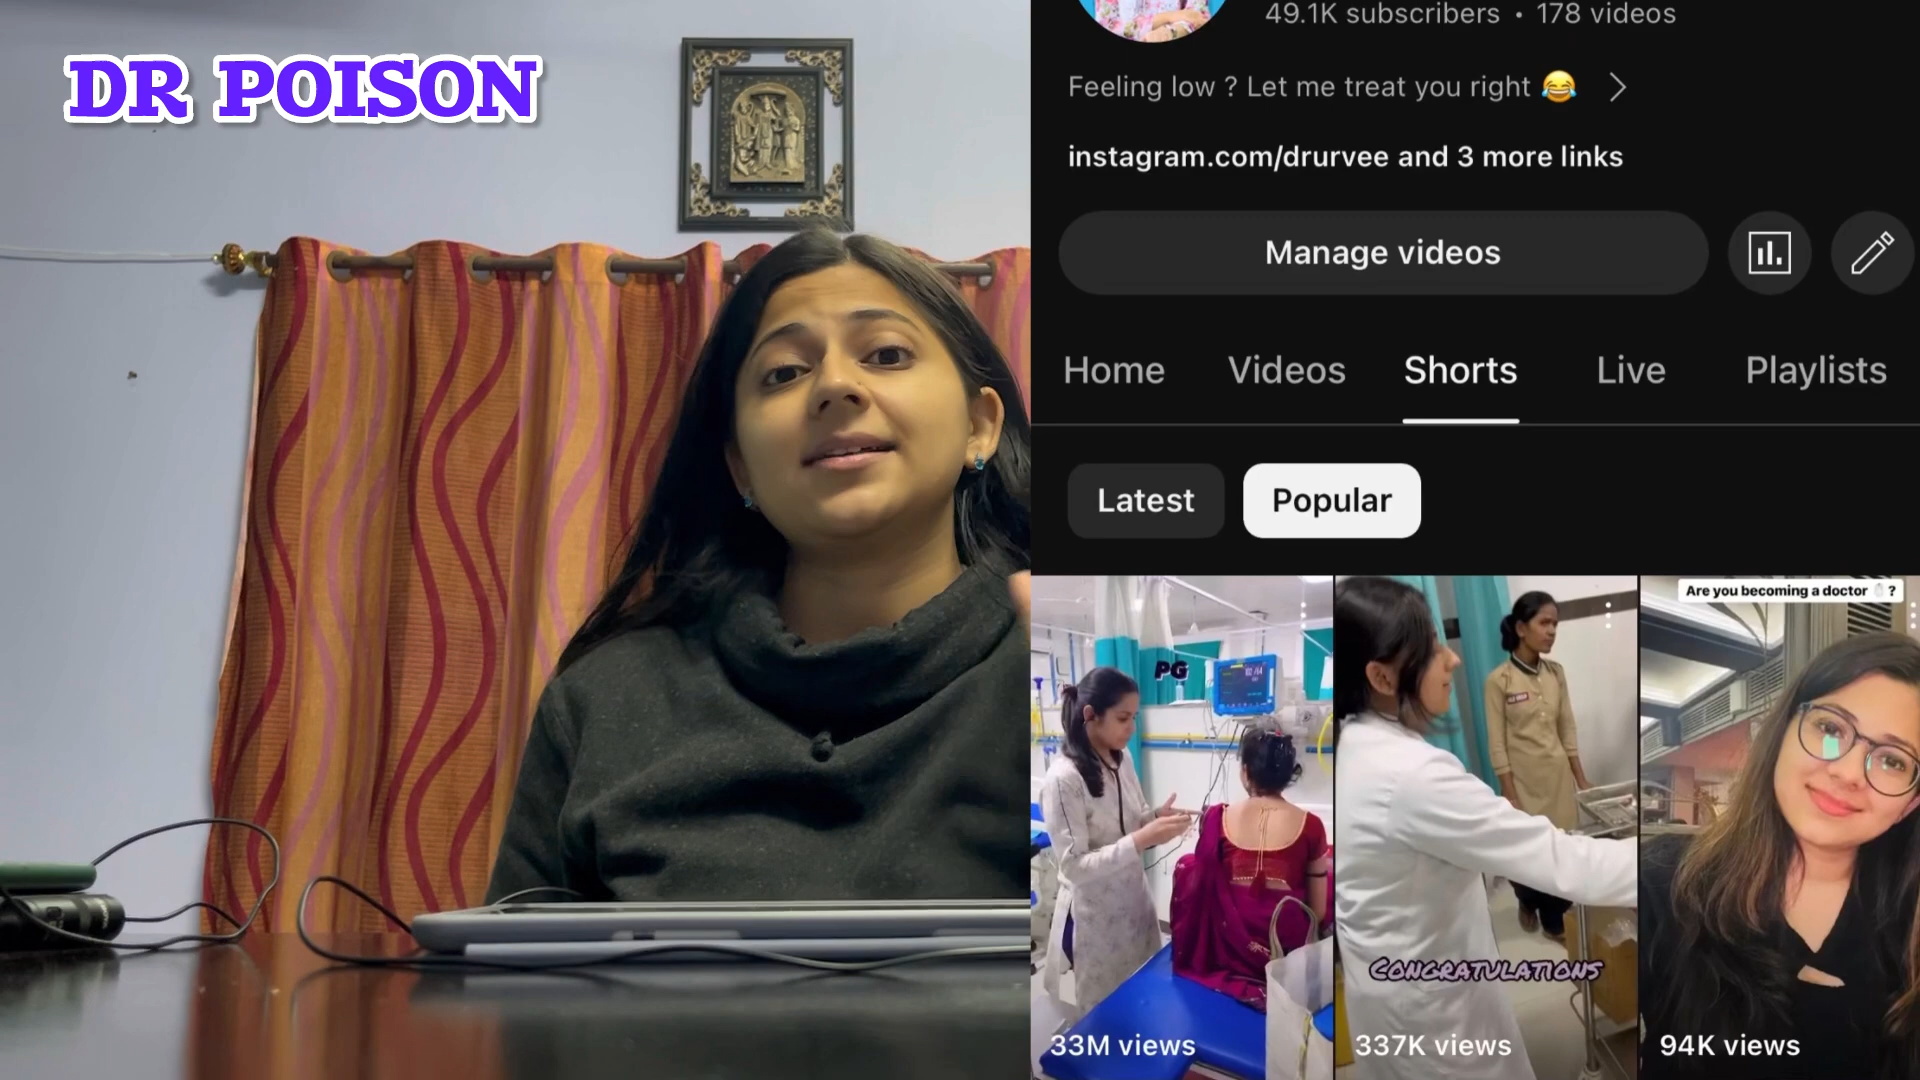 DR POISON
49.1K subscribers • 178 videos
Feeling low ? Let me treat you right 😂 >
instagram.com/drurvee and 3 more links
Manage videos
Home Videos Shorts Live Playlists
Latest Popular
PG
Are you becoming a doctor ?
CONGRATULATIONS
33M views 337K views 94K views